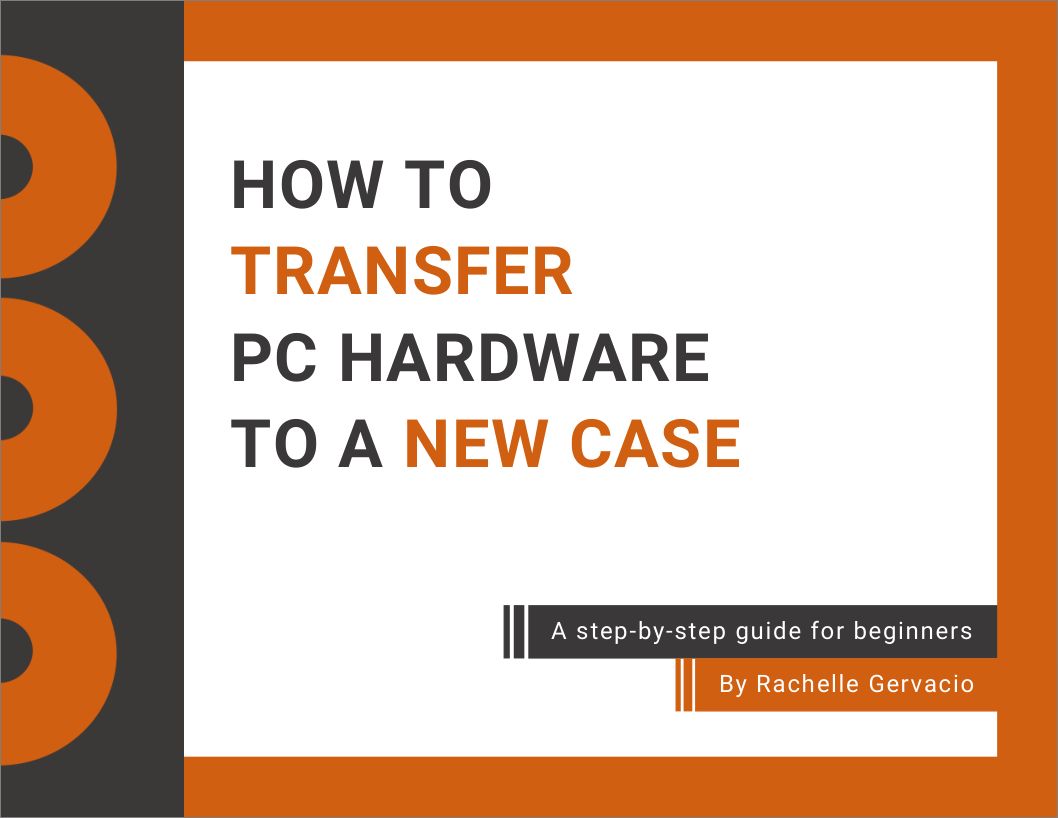 HOW TO
TRANSFER
PC HARDWARE
TO A NEW CASE
A step-by-step guide for beginners
By Rachelle Gervacio